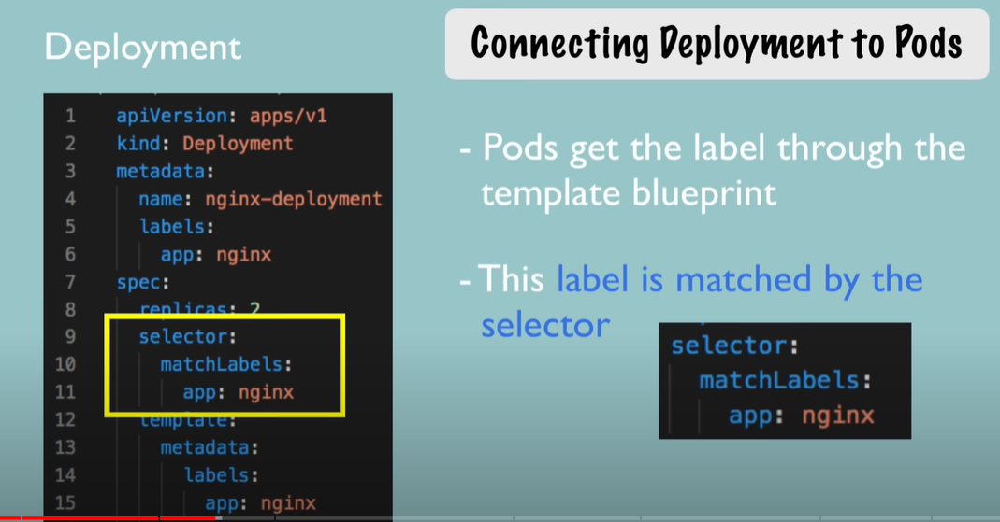 Deployment
1 apiVersion: apps/v1
2 kind: Deployment
3 metadata:
4 name: nginx-deployment
5 labels:
6 app: nginx
7 spec:
8 replicas: 2
9 selector:
10 matchLabels:
11 app: nginx
12 template:
13 metadata:
14 labels:
15 app: nginx
Connecting Deployment to Pods
- Pods get the label through the
template blueprint
- This label is matched by the
selector
selector:
matchLabels:
app: nginx